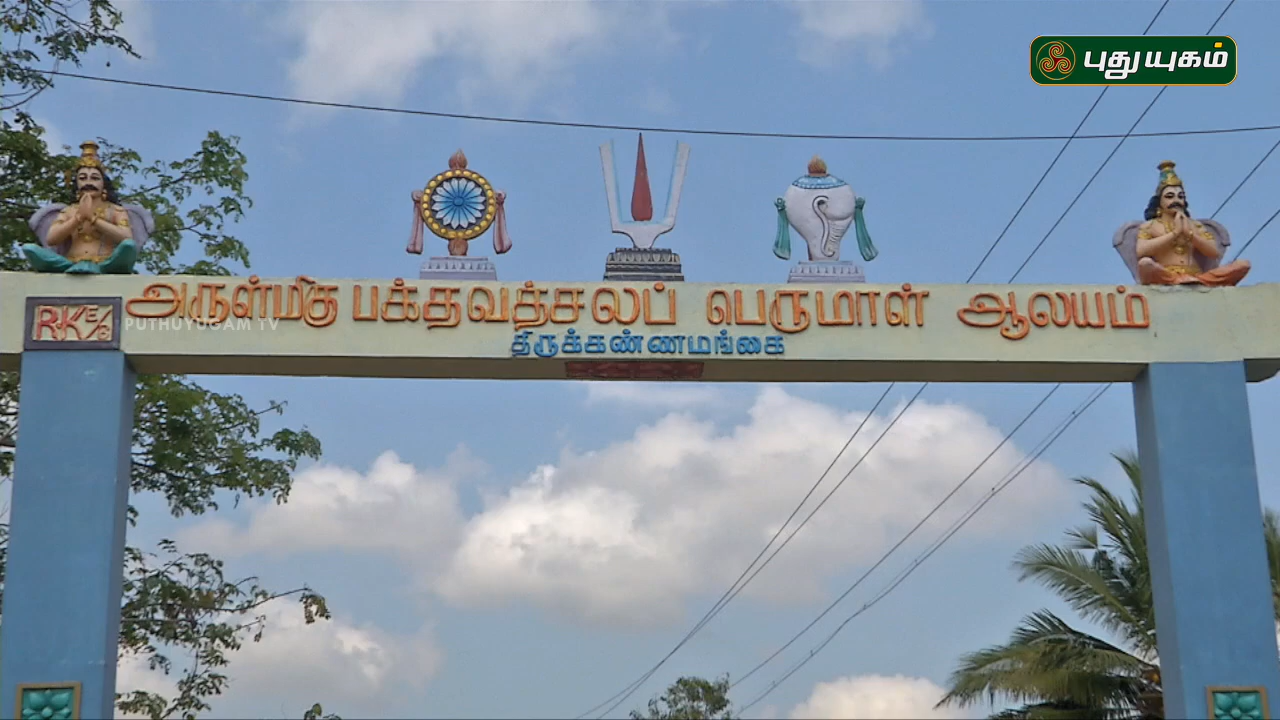 புதுயுகம்
அருள்மிகு பக்தவத்சலப் பெருமாள் ஆலயம்
RKE/S
PUTHUYUGAM TV
திருக்கண்ணமங்கை